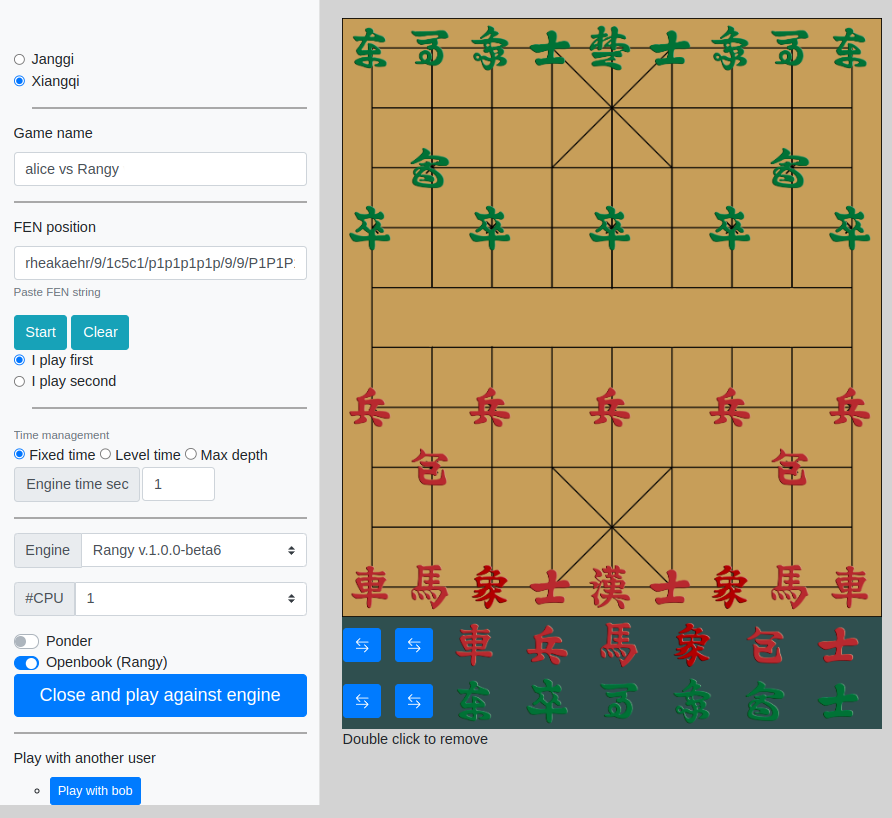 Janggi
Xiangqi
Game name
alice vs Rangy
FEN position
rheakaehr/9/1c5c1/p1p1p1p1p/9/9/P1P1P
Paste FEN string
Start Clear
I play first
I play second
Time management
Fixed time Level time Max depth
Engine time sec 1
Engine Rangy v.1.0.0-beta6
#CPU 1
Ponder
Openbook (Rangy)
Close and play against engine
Play with another user
Play with bob
車 馬 象 士 楚 士 象 馬 車
包 包
卒 卒 卒 卒 卒
兵 兵 兵 兵 兵
包 包
車 馬 象 士 漢 士 象 馬 車
車 兵 馬 象 包 士
車 卒 馬 象 包 士
Double click to remove